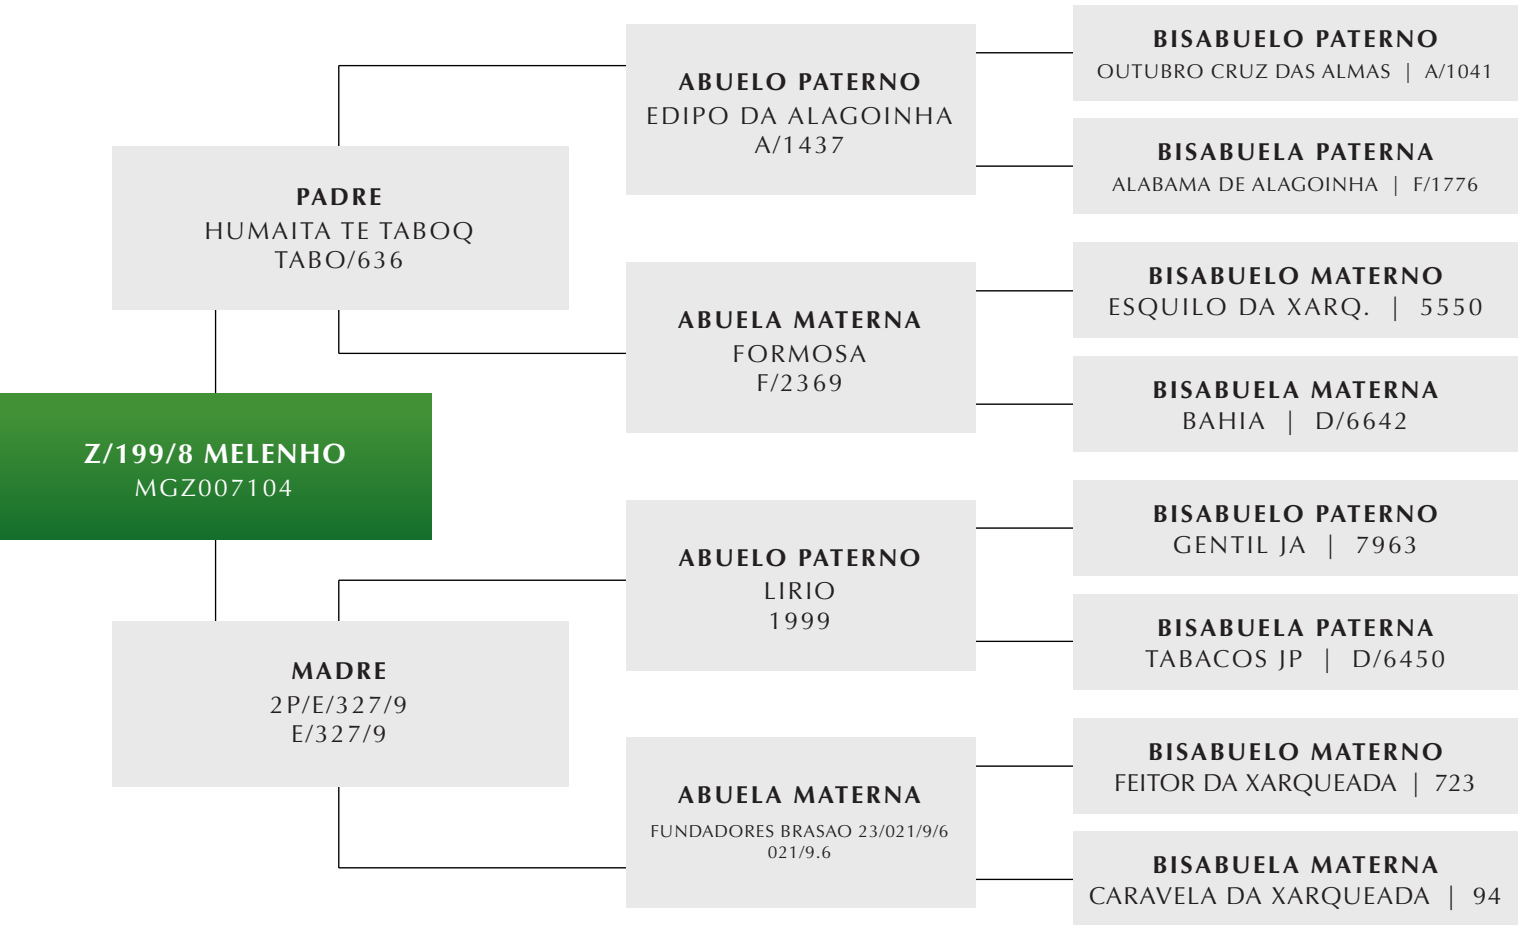 Z/199/8 MELENHO
MGZ007104
PADRE
HUMAITA TE TABOQ
TABO/636
MADRE
2P/E/327/9
E/327/9
ABUELO PATERNO
EDIPO DA ALAGOINHA
A/1437
ABUELA MATERNA
FORMOSA
F/2369
ABUELO PATERNO
LIRIO
1999
ABUELA MATERNA
FUNDADORES BRASAO 23/021/9/6
021/9.6
BISABUELO PATERNO
OUTUBRO CRUZ DAS ALMAS | A/1041
BISABUELA PATERNA
ALABAMA DE ALAGOINHA | F/1776
BISABUELO MATERNO
ESQUILO DA XARQ. | 5550
BISABUELA MATERNA
BAHIA | D/6642
BISABUELO PATERNO
GENTIL JA | 7963
BISABUELA PATERNA
TABACOS JP | D/6450
BISABUELO MATERNO
FEITOR DA XARQUEADA | 723
BISABUELA MATERNA
CARAVELA DA XARQUEADA | 94